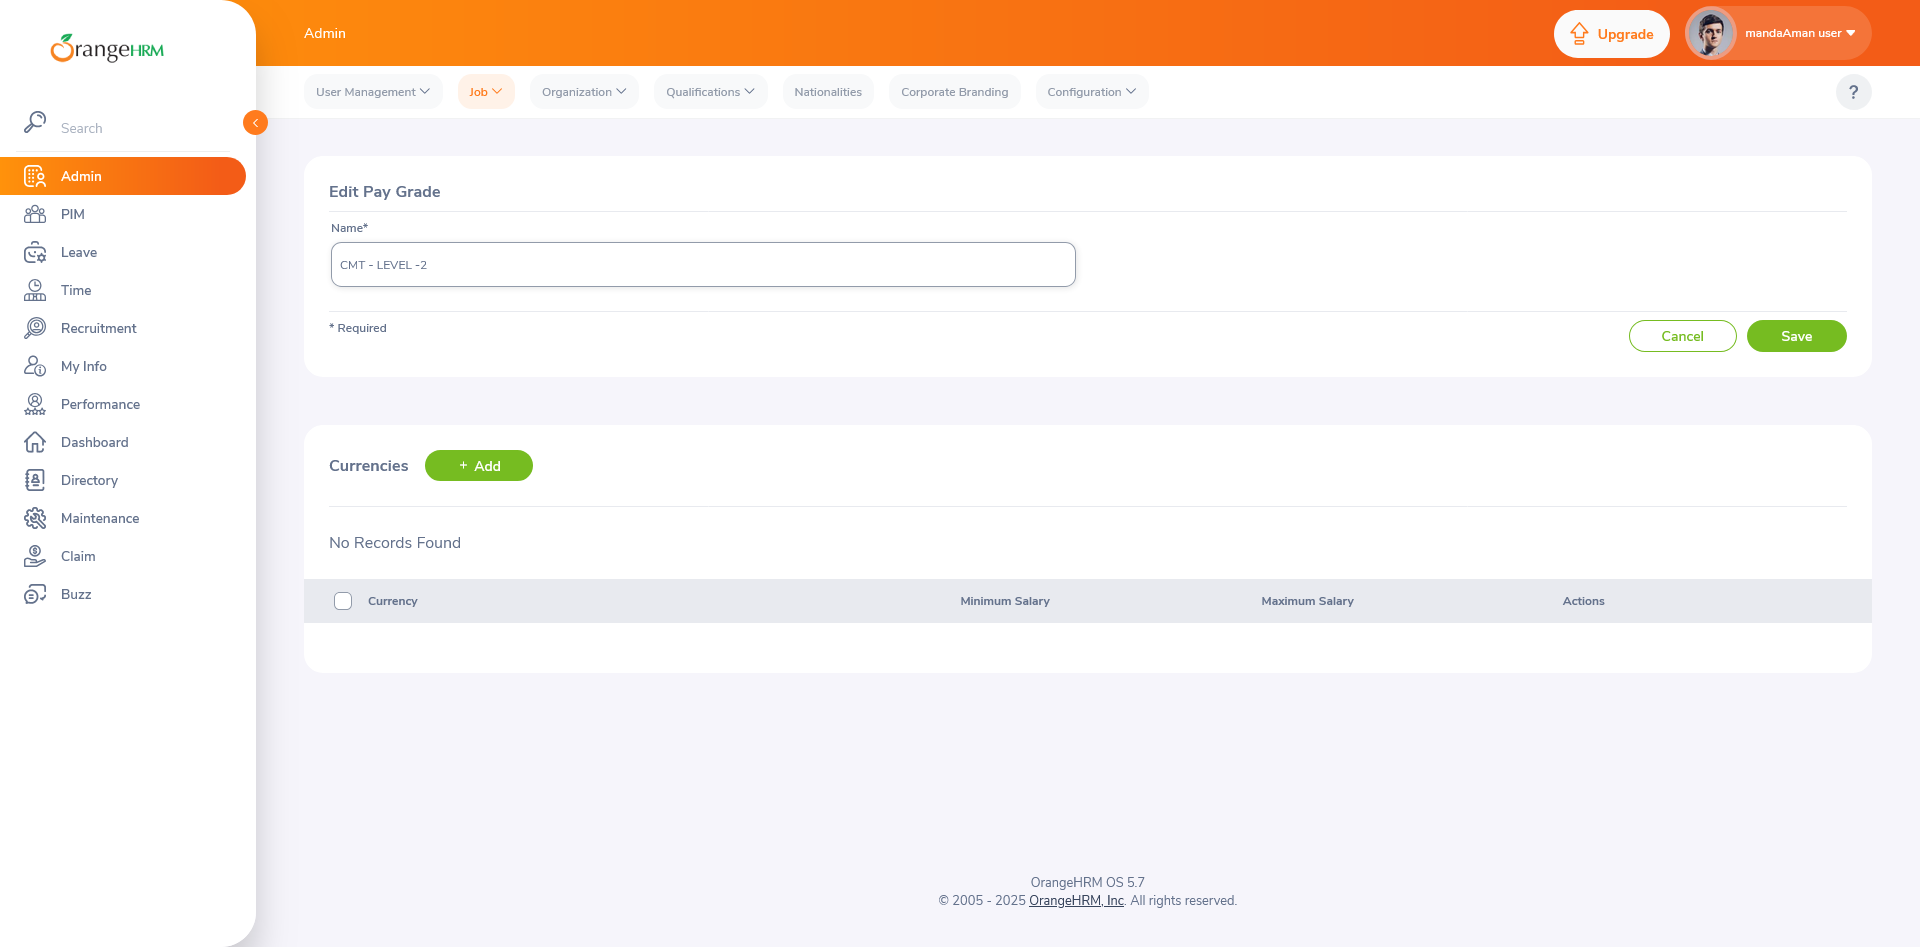 OrangeHRM
Search
Admin
PIM
Leave
Time
Recruitment
My Info
Performance
Dashboard
Directory
Maintenance
Claim
Buzz
Admin
Upgrade
mandaAman user
User Management
Job
Organization
Qualifications
Nationalities
Corporate Branding
Configuration
?
Edit Pay Grade
Name*
CMT - LEVEL -2
* Required
Cancel
Save
Currencies
+ Add
No Records Found
Currency Minimum Salary Maximum Salary Actions
OrangeHRM OS 5.7
© 2005 - 2025 OrangeHRM, Inc. All rights reserved.